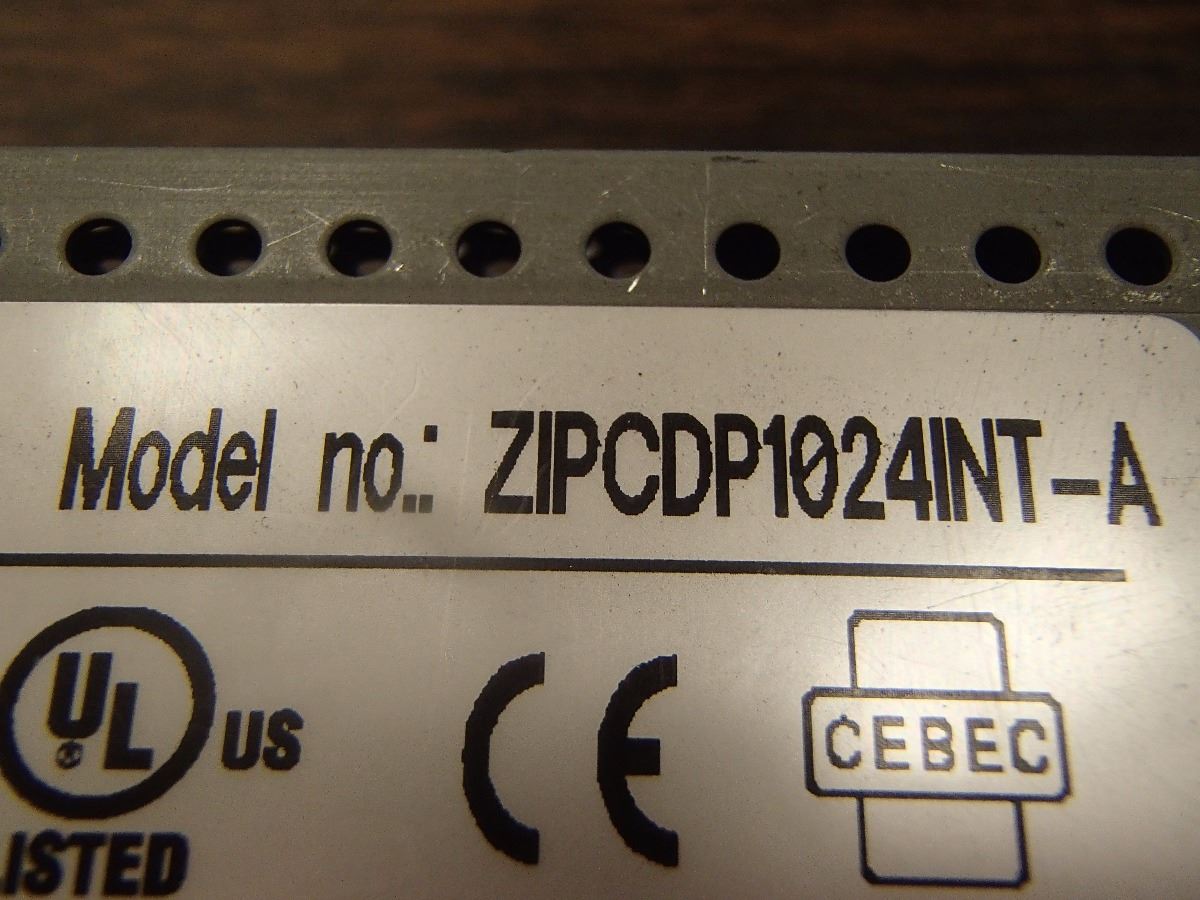 Model no.: ZIPCDP1024INT-A
UL US CE CEBEC
LISTED